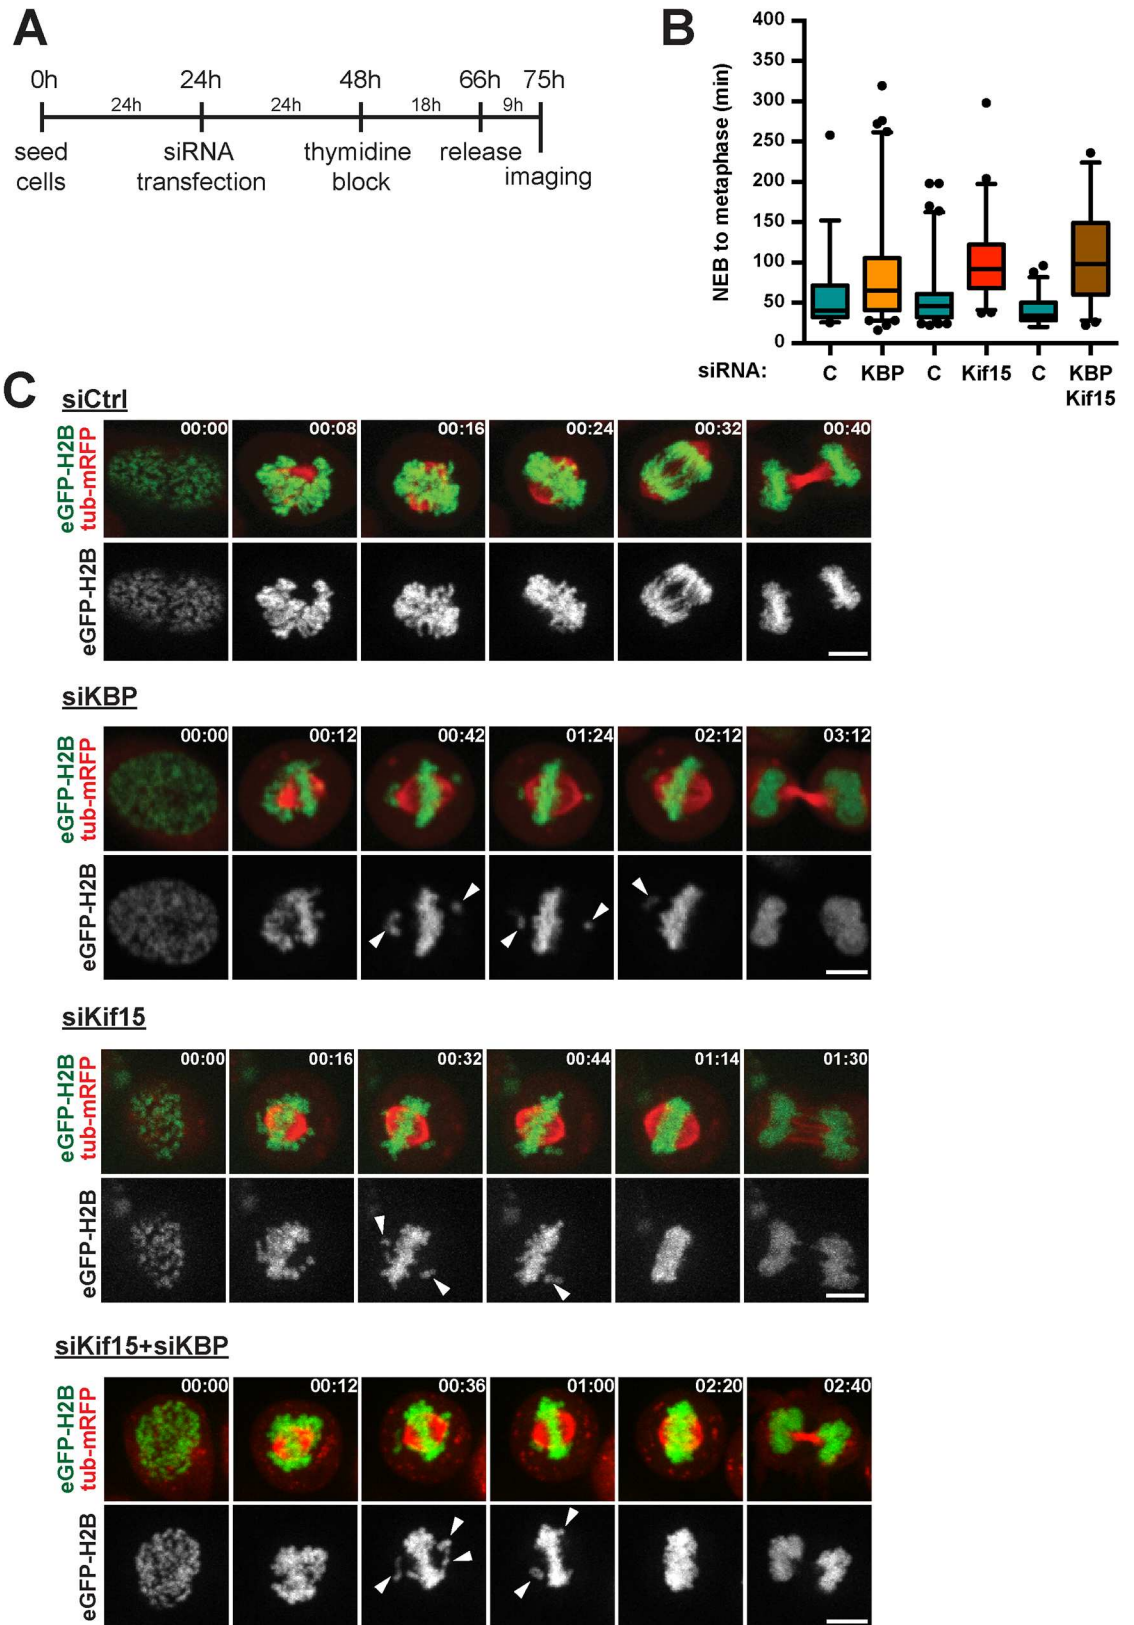 A
0h 24h 48h 66h 75h
24h 24h 18h 9h
seed cells
siRNA transfection
thymidine block
release
imaging
B
NEB to metaphase (min)
400
350
300
250
200
150
100
50
0
siRNA: C KBP C Kif15 C KBP
Kif15
C
siCtrl
eGFP-H2B
tub-mRFP
00:00 00:08 00:16 00:24 00:32 00:40
eGFP-H2B
siKBP
eGFP-H2B
tub-mRFP
00:00 00:12 00:42 01:24 02:12 03:12
eGFP-H2B
siKif15
eGFP-H2B
tub-mRFP
00:00 00:16 00:32 00:44 01:14 01:30
eGFP-H2B
siKif15+siKBP
eGFP-H2B
tub-mRFP
00:00 00:12 00:36 01:00 02:20 02:40
eGFP-H2B